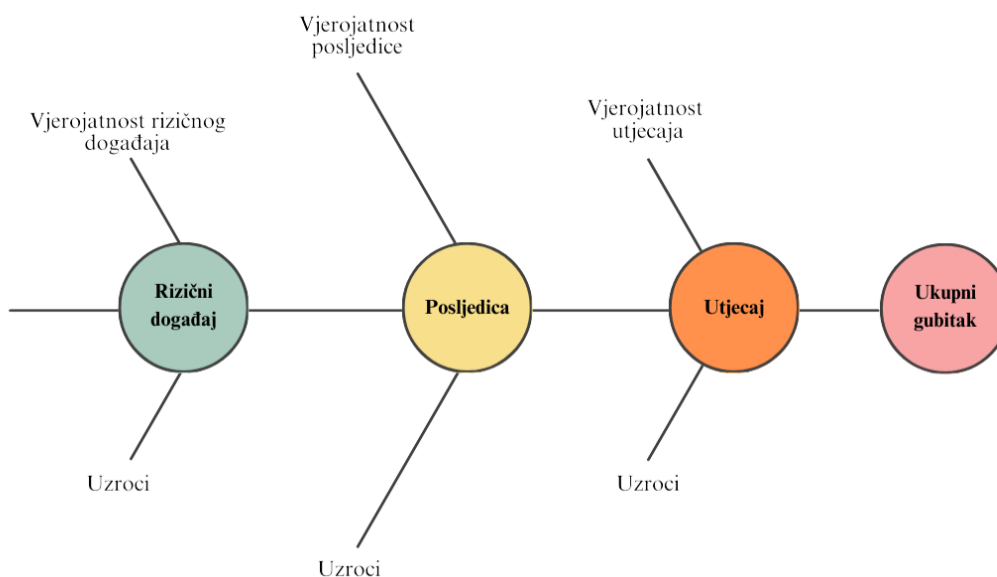 Vjerojatnost
posljedice
Vjerojatnost rizičnog
događaja
Vjerojatnost
utjecaja
Rizični
događaj
Posljedica
Utjecaj
Ukupni
gubitak
Uzroci
Uzroci
Uzroci